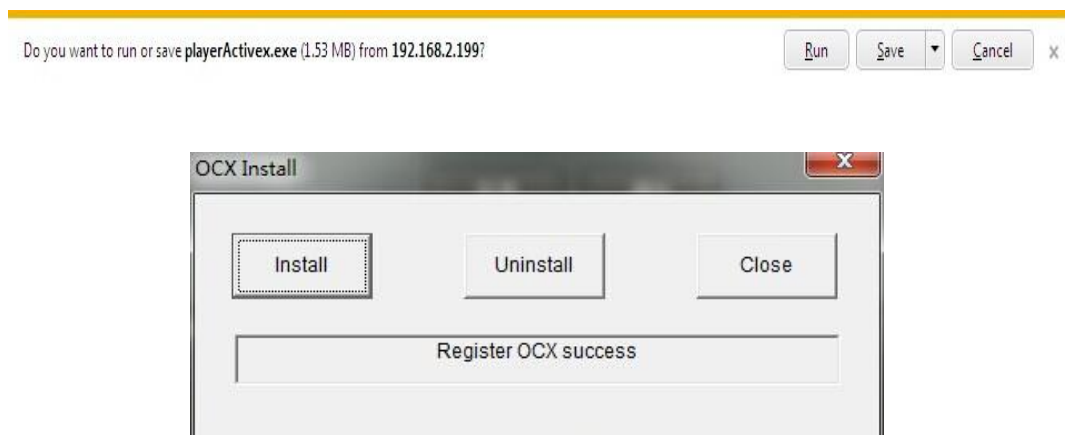 Do you want to run or save playerActivex.exe (1.53 MB) from 192.168.2.199?
Run Save Cancel x
OCX Install
Install Uninstall Close
Register OCX success